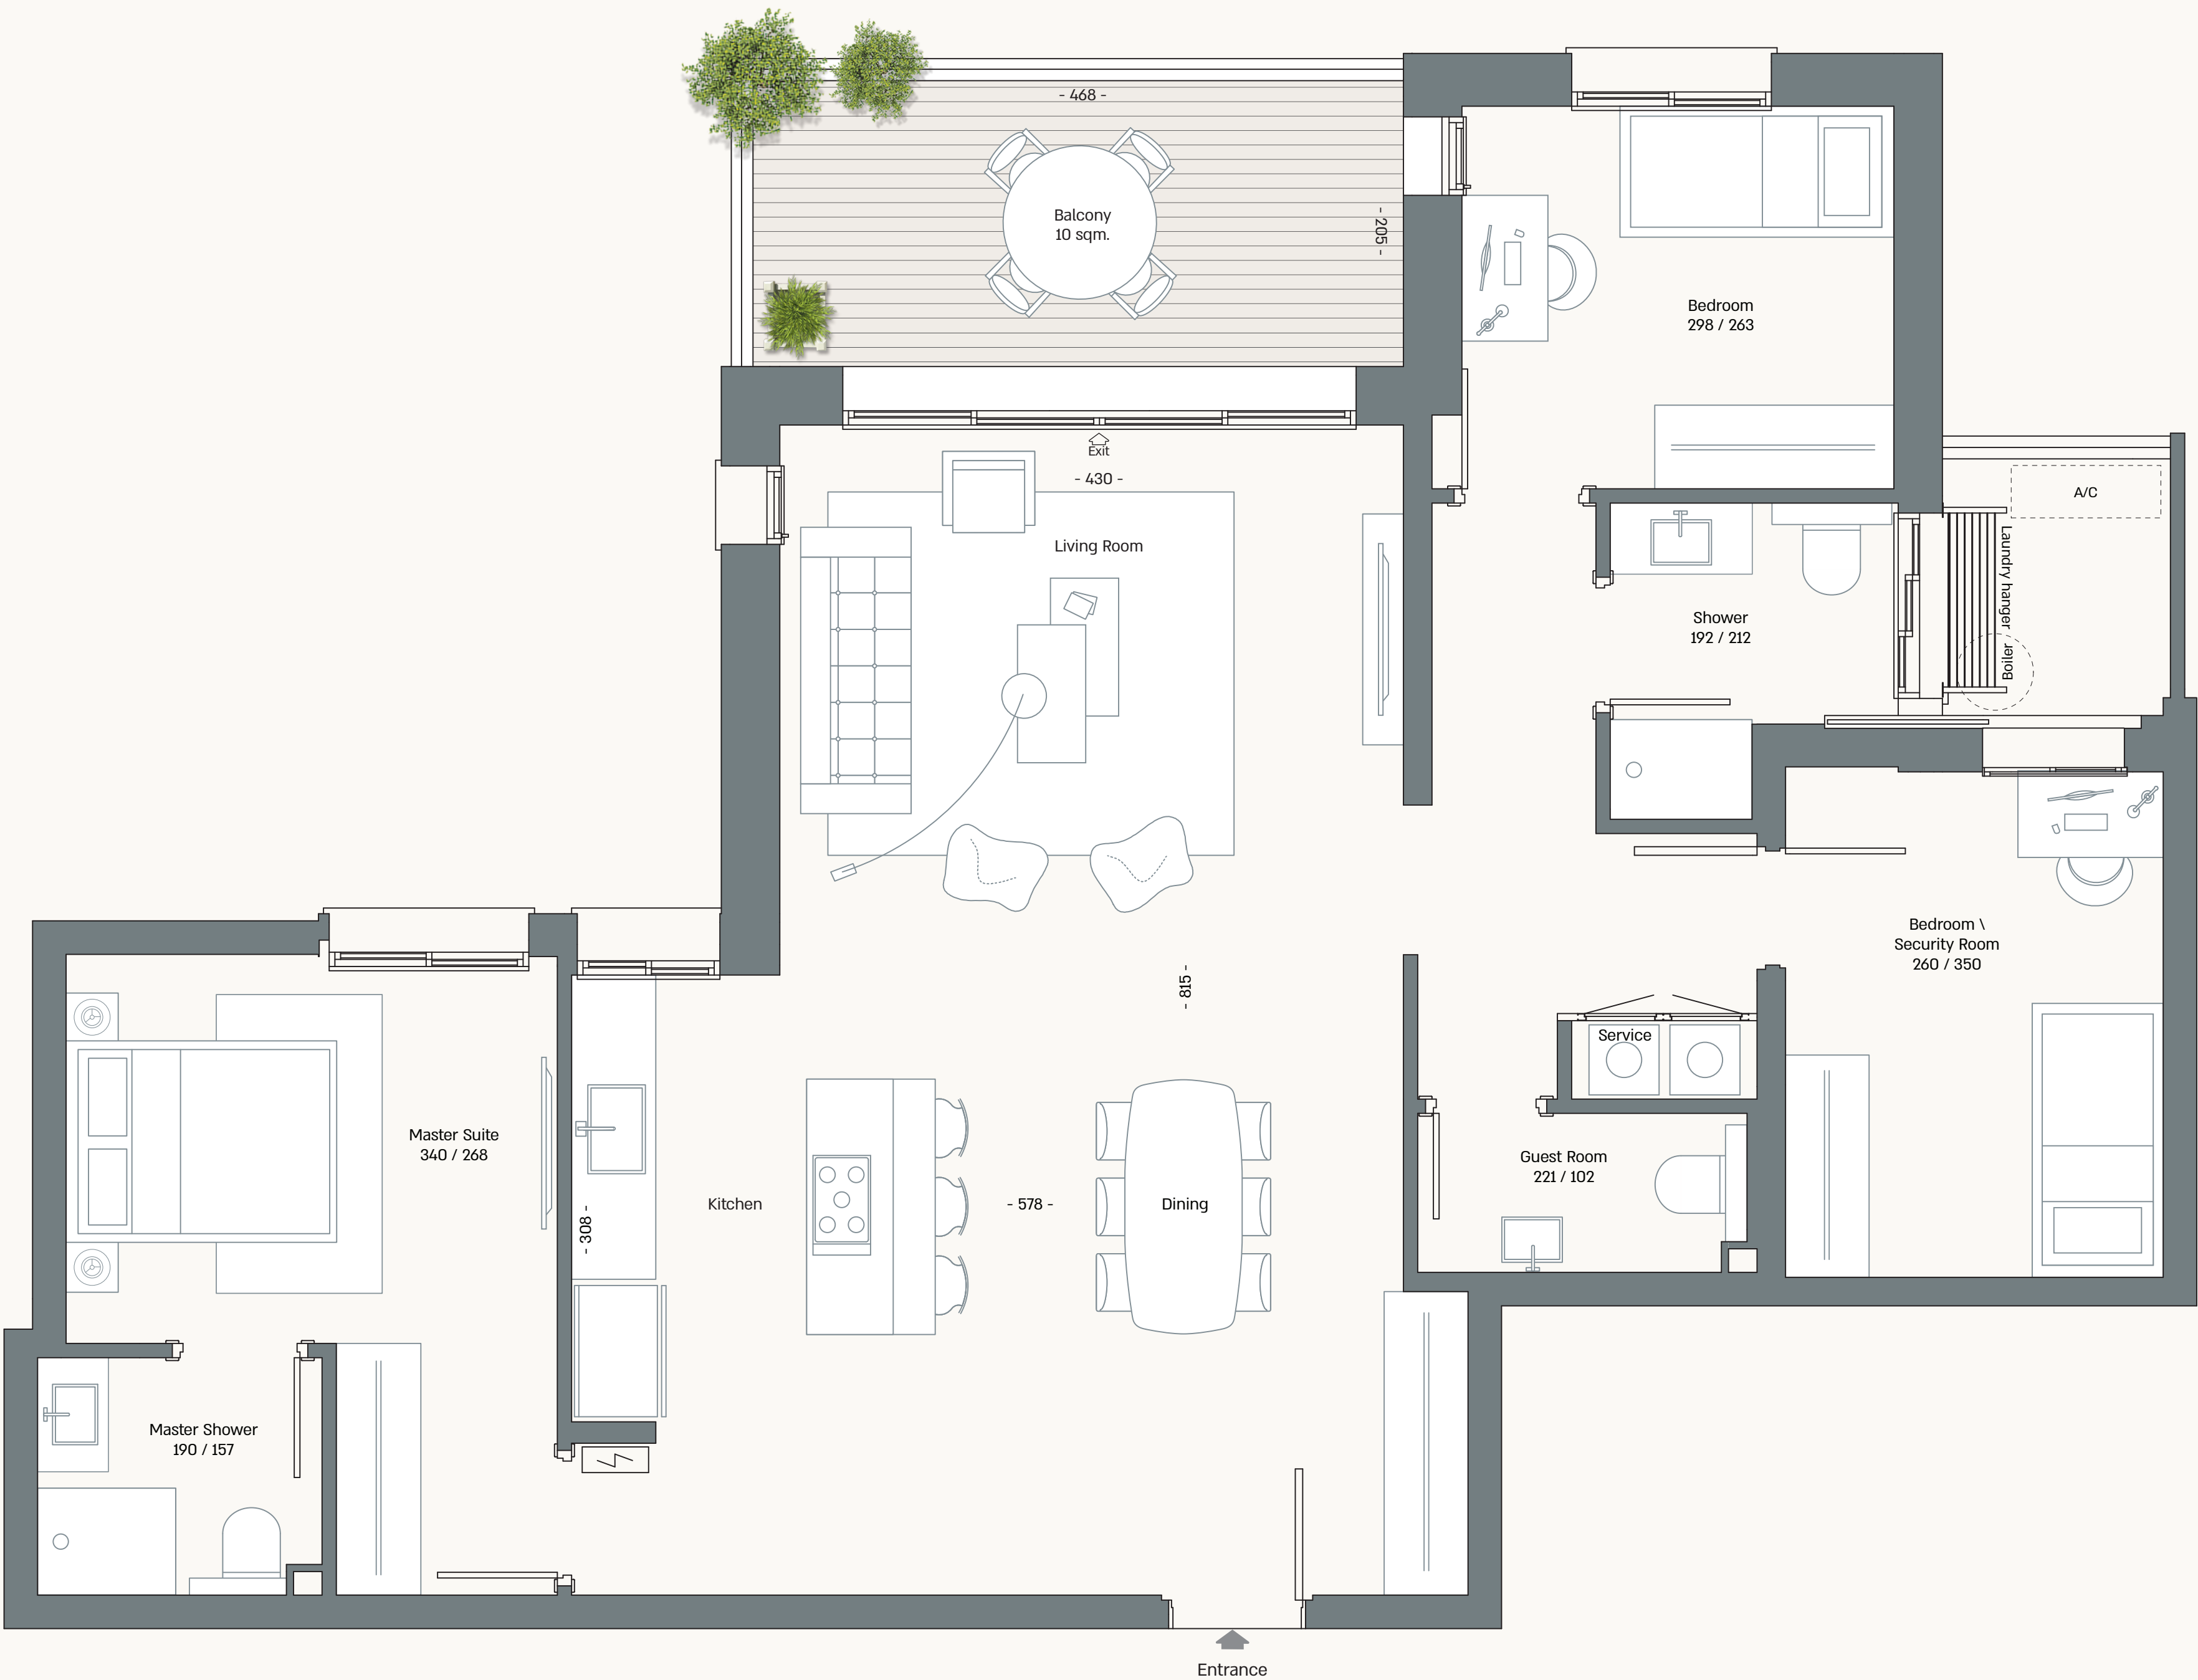 - 468 -
Balcony
10 sqm.
- 205 -
Bedroom
298 / 263
Exit
- 430 -
Living Room
A/C
Laundry hanger
Boiler
Shower
192 / 212
Bedroom \
Security Room
260 / 350
- 815 -
Service
Master Suite
340 / 268
Kitchen
- 308 -
- 578 -
Dining
Guest Room
221 / 102
Master Shower
190 / 157
Entrance